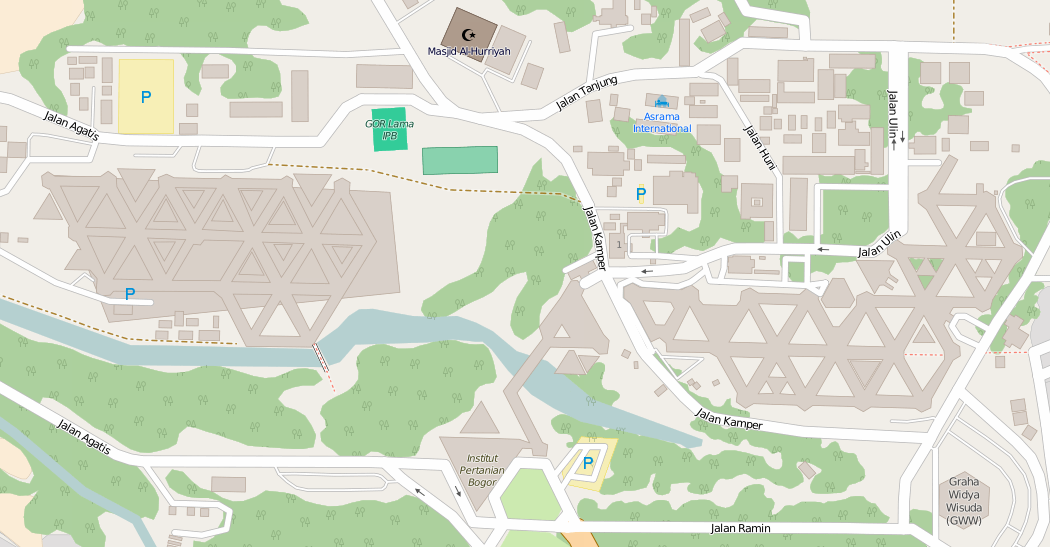 Masjid Al-Hurriyah
P
Jalan Tanjung
Jalan Agatis
GOR Lama
IPB
Asrama
International
Jalan Ulin
Jalan Huni
P
Jalan Kamper
1
Jalan Ulin
P
Jalan Kamper
Jalan Agatis
Institut
Pertanian
Bogor
P
Graha
Widya
Wisuda
(GWW)
Jalan Ramin